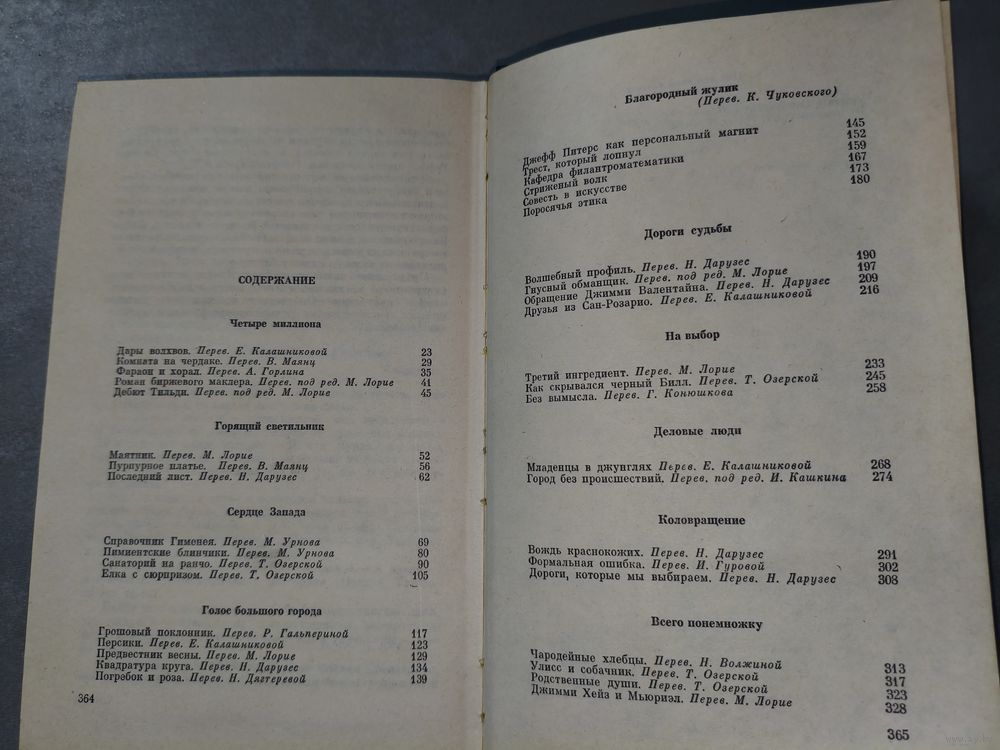 СОДЕРЖАНИЕ
Четыре миллиона
Дары волхвов. Перев. Е. Калашниковой 23
Комната на чердаке. Перев. В. Маянц 29
Фараон и хорал. Перев. А. Горлина 35
Роман биржевого маклера. Перев. под ред. М. Лорие 41
Дебют Тильди. Перев. под ред. М. Лорие 45
Горящий светильник
Маятник. Перев. М. Лорие 52
Пурпурное платье. Перев. В. Маянц 56
Последний лист. Перев. Н. Дарузес 62
Сердце Запада
Справочник Гименея. Перев. М. Урнова 69
Пимиентские блинчики. Перев. М. Урнова 80
Санаторий на ранчо. Перев. Т. Озерской 90
Елка с сюрпризом. Перев. Т. Озерской 105
Голос большого города
Грошовый поклонник. Перев. Р. Гальпериной 117
Персики. Перев. Е. Калашниковой 123
Предвестник весны. Перев. М. Лорие 129
Квадратура круга. Перев. Н. Дарузес 134
Погребок и роза. Перев. Н. Дехтеревой 139
364
Благородный жулик
(Перев. К. Чуковского)
Джефф Питерс как персональный магнит 145
Трест, который лопнул 152
Кафедра филантроматематики 159
Стриженый волк 167
Совесть в искусстве 173
Поросячья этика 180
Дороги судьбы
Волшебный профиль. Перев. Н. Дарузес 190
Гнусный обманщик. Перев. под ред. М. Лорие 197
Обращение Джимми Валентайна. Перев. Н. Дарузес 209
Друзья из Сан-Розарио. Перев. Е. Калашниковой 216
На выбор
Третий ингредиент. Перев. М. Лорие 233
Как скрывался черный Билл. Перев. Т. Озерской 245
Без вымысла. Перев. Г. Конюшкова 258
Деловые люди
Младенцы в джунглях Перев. Е. Калашниковой 268
Город без происшествий. Перев. под ред. И. Кашкина 274
Коловращение
Вождь краснокожих. Перев. Н. Дарузес 291
Формальная ошибка. Перев. И. Гуровой 302
Дороги, которые мы выбираем. Перев. Н. Дарузес 308
Всего понемножку
Чародейные хлебцы. Перев. Н. Волжиной 313
Улисс и собачник. Перев. Т. Озерской 317
Родственные души. Перев. Т. Озерской 323
Джимми Хейз и Мьюриэл. Перев. М. Лорие 328
365